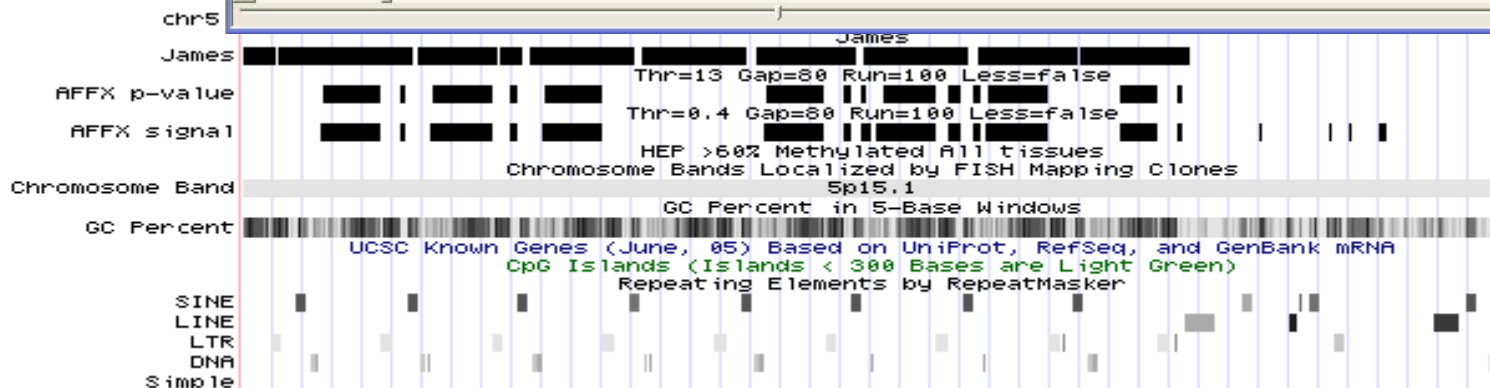 chr5
James
James
Thr=13 Gap=80 Run=100 Less=false
AFFX p-value
Thr=0.4 Gap=80 Run=100 Less=false
AFFX signal
HEP >60% Methylated All tissues
Chromosome Bands Localized by FISH Mapping Clones
Chromosome Band 5p15.1
GC Percent in 5-Base Windows
GC Percent
UCSC Known Genes (June, 05) Based on UniProt, RefSeq, and GenBank mRNA
CpG Islands (Islands < 300 Bases are Light Green)
Repeating Elements by RepeatMasker
SINE
LINE
LTR
DNA
Simple